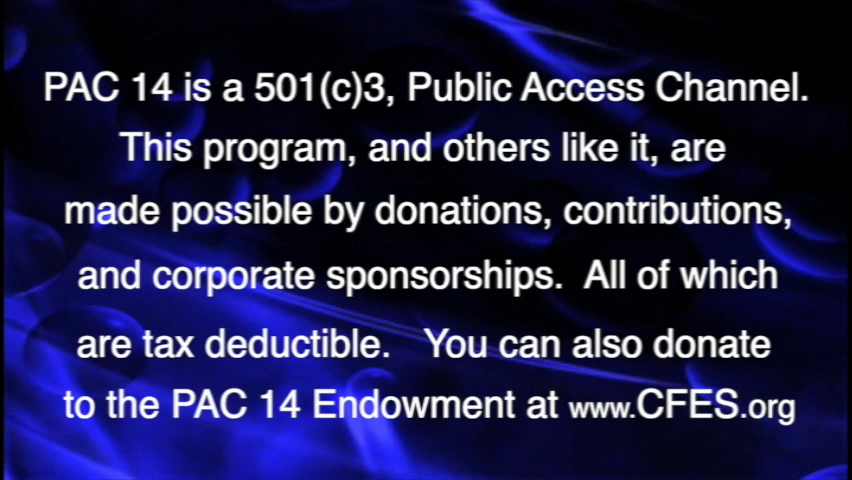 PAC 14 is a 501(c)3, Public Access Channel.
This program, and others like it, are
made possible by donations, contributions,
and corporate sponsorships.  All of which
are tax deductible.   You can also donate
to the PAC 14 Endowment at www.CFES.org